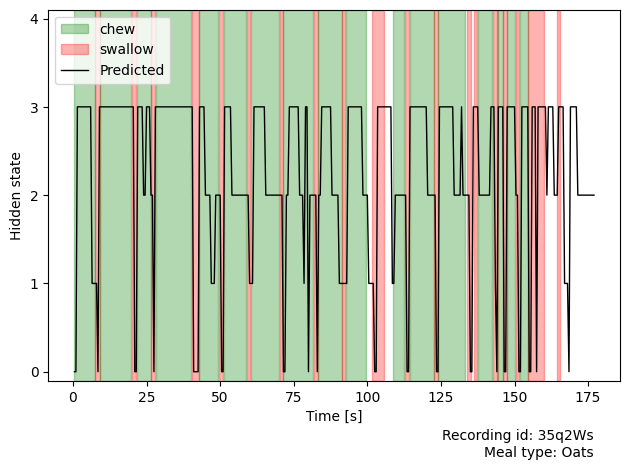 4
chew
swallow
Predicted
3
2
1
0
Hidden state
0
25
50
75
100
125
150
175
Time [s]
Recording id: 35q2Ws
Meal type: Oats